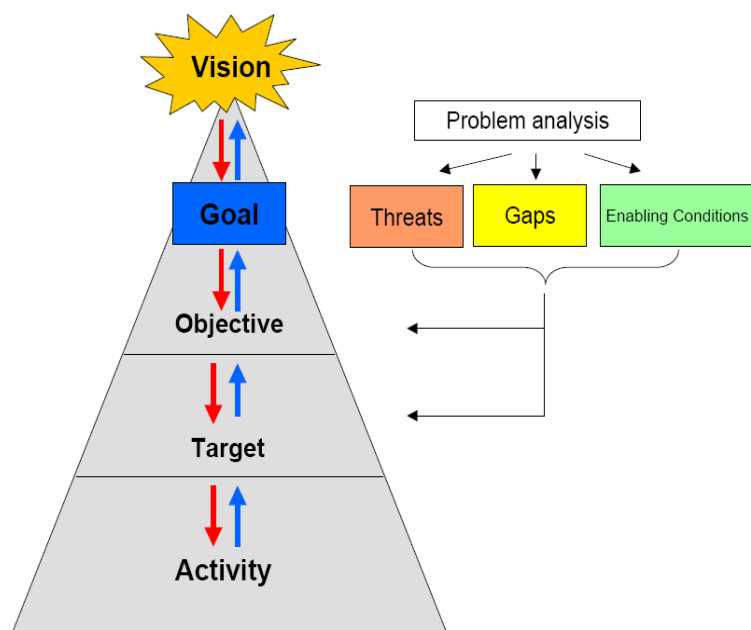 Vision
Problem analysis
Goal
Threats
Gaps
Enabling Conditions
Objective
Target
Activity